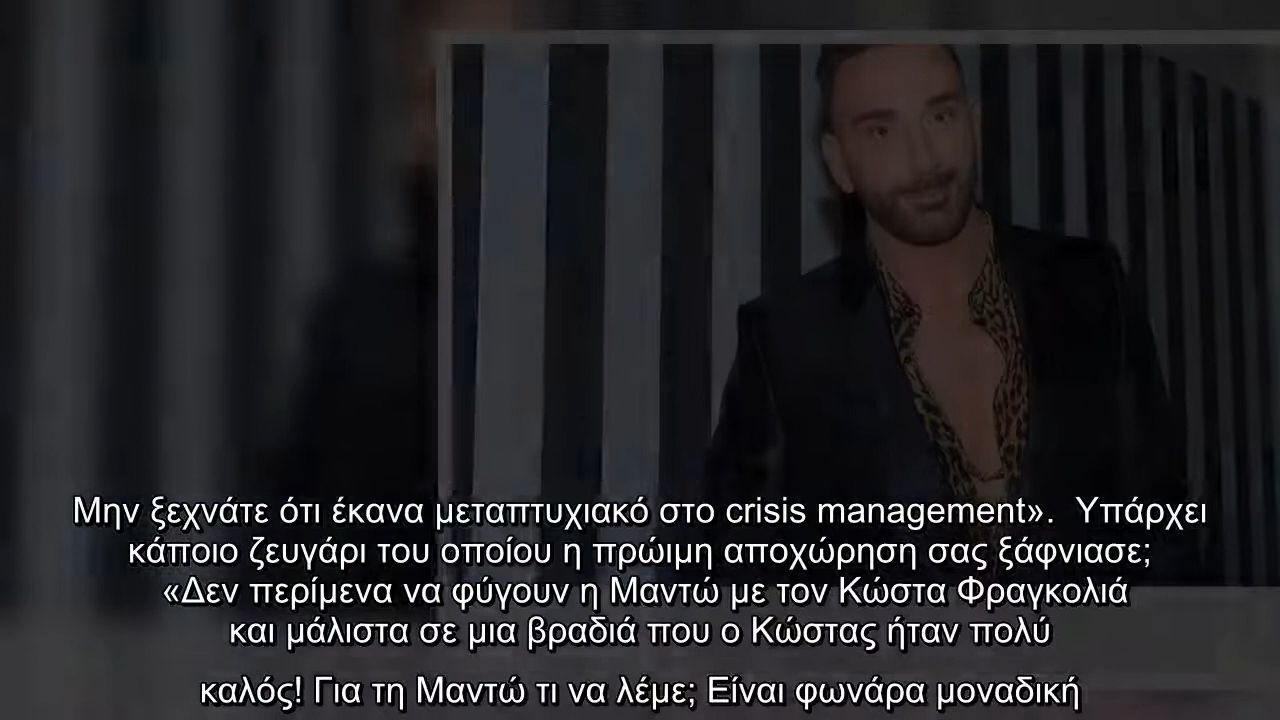 Μην ξεχνάτε ότι έκανα μεταπτυχιακό στο crisis management».  Υπάρχει
κάποιο ζευγάρι του οποίου η πρώιμη αποχώρηση σας ξάφνιασε;
«Δεν περίμενα να φύγουν η Μαντώ με τον Κώστα Φραγκολιά
και μάλιστα σε μια βραδιά που ο Κώστας ήταν πολύ
καλός! Για τη Μαντώ τι να λέμε; Είναι φωνάρα μοναδική